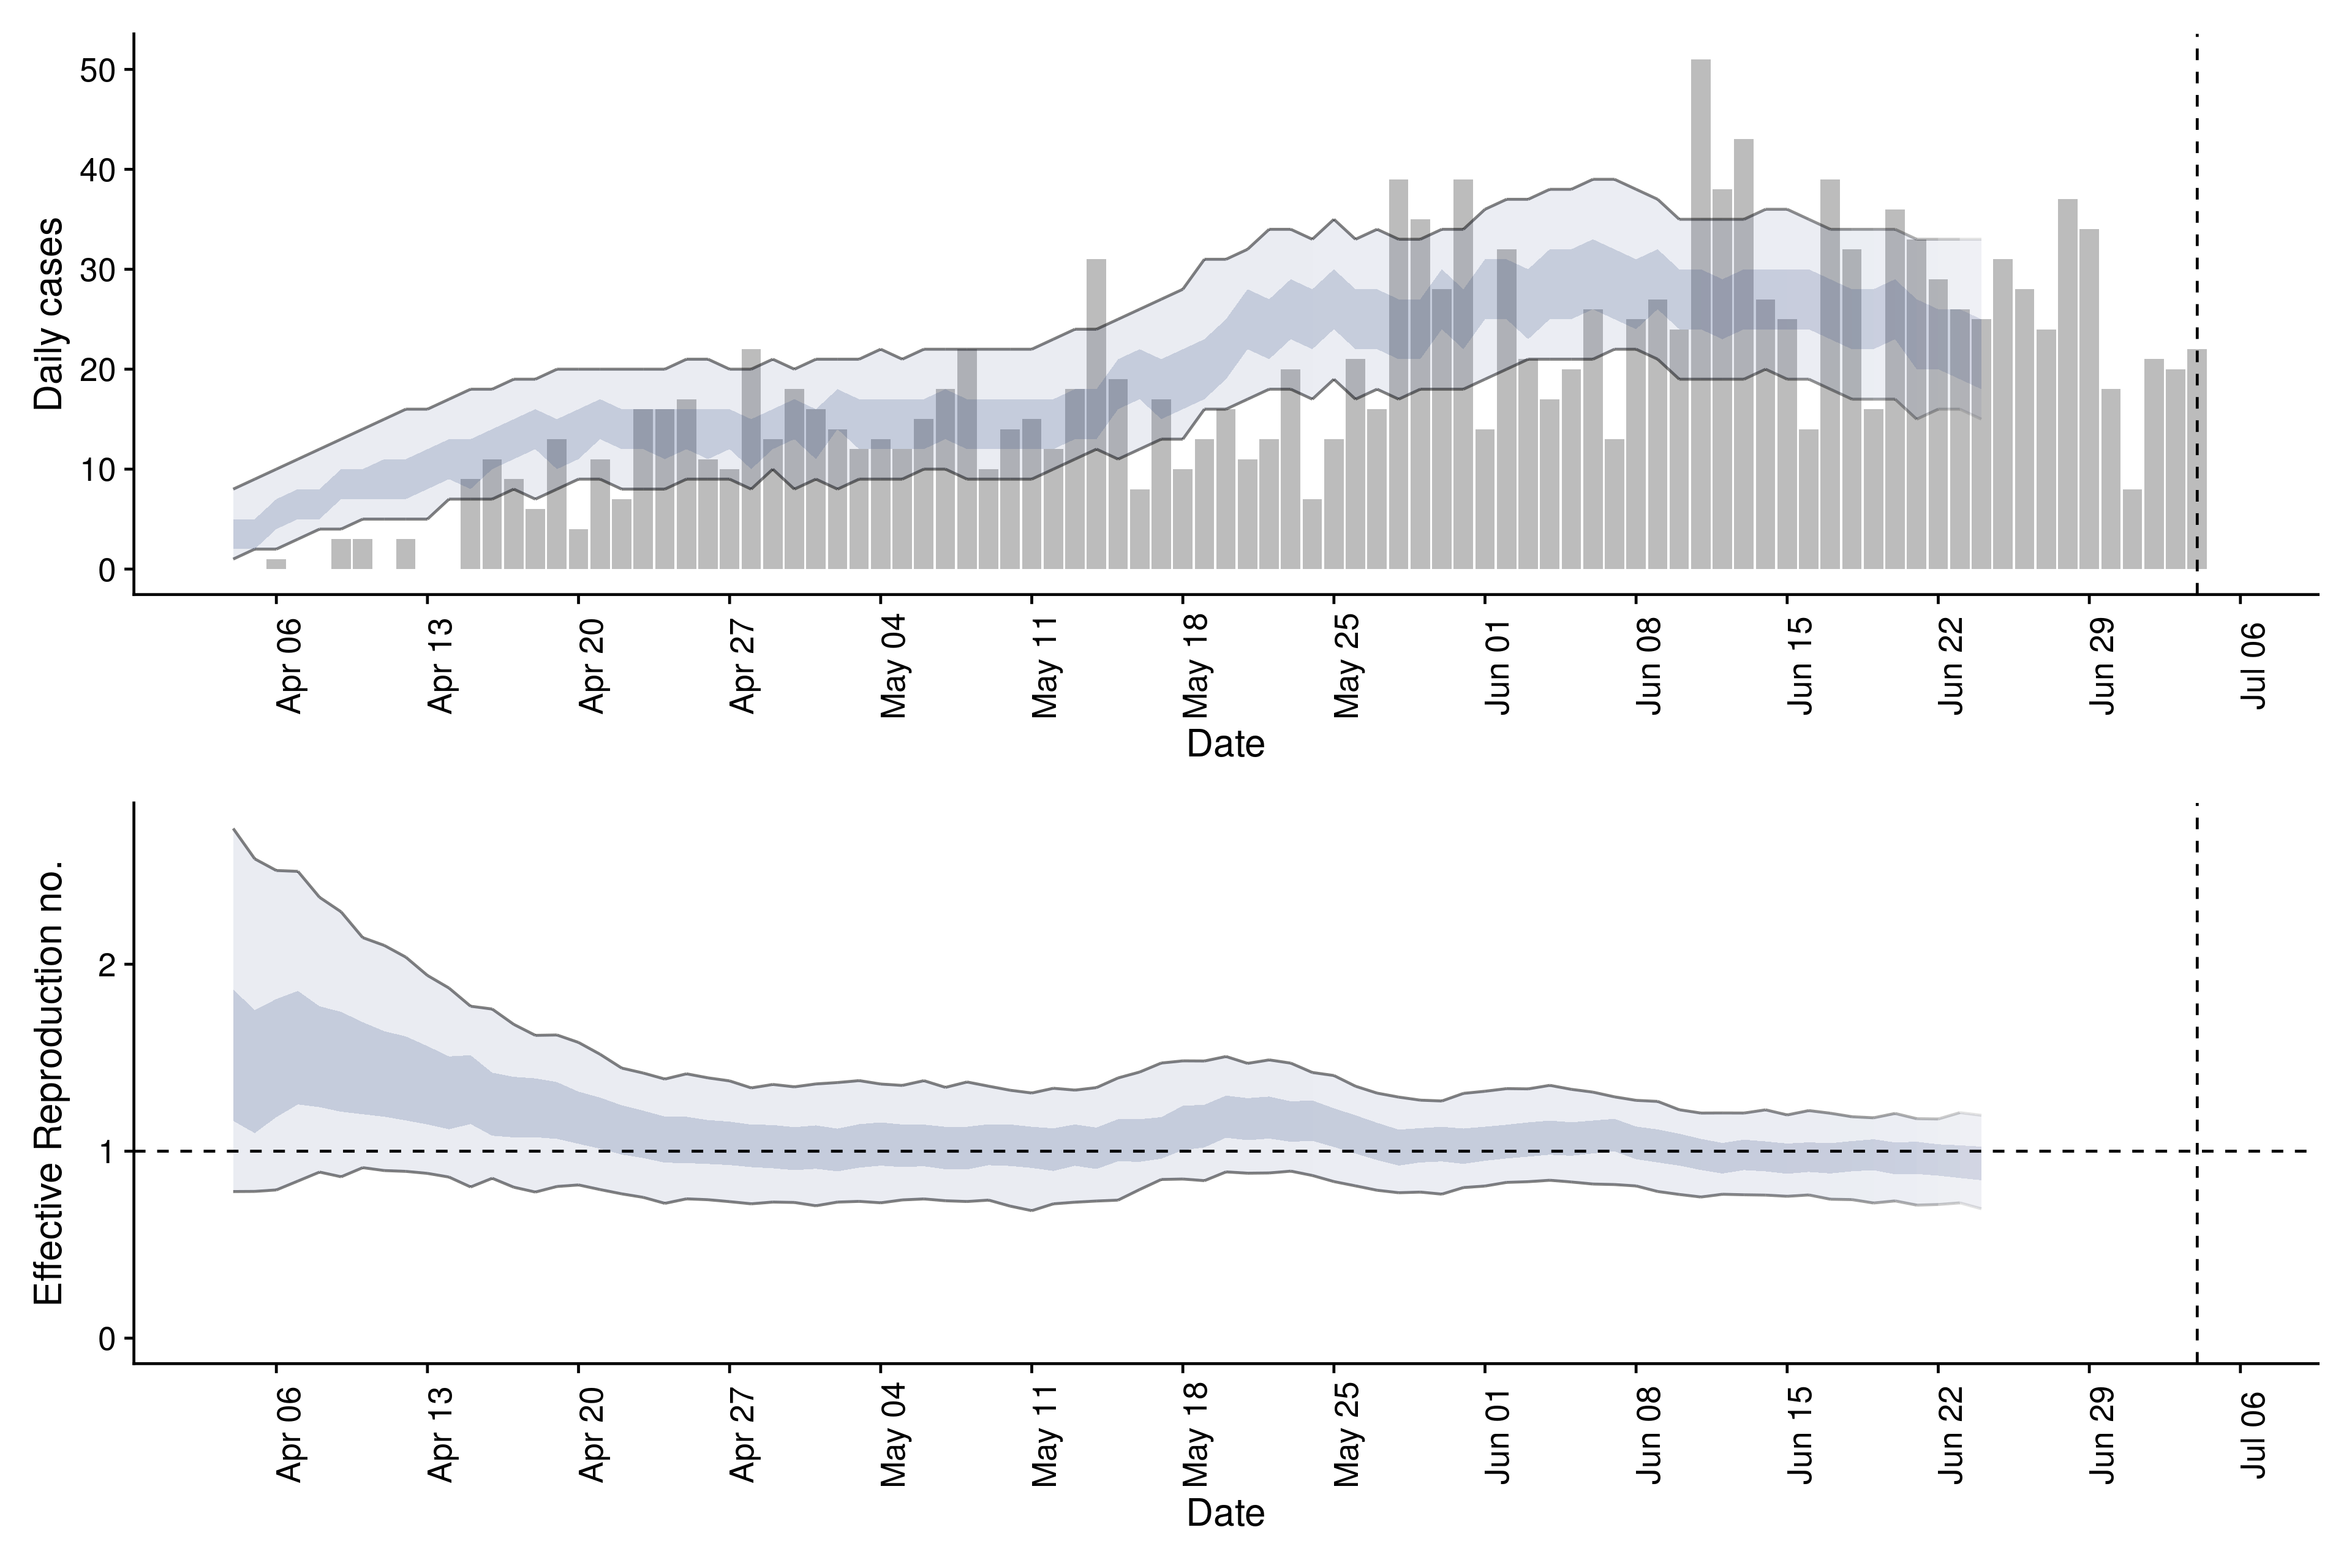 Daily cases
50
40
30
20
10
0
Apr 06
Apr 13
Apr 20
Apr 27
May 04
May 11
May 18
May 25
Jun 01
Jun 08
Jun 15
Jun 22
Jun 29
Jul 06
Date
Effective Reproduction no.
2
1
0
Apr 06
Apr 13
Apr 20
Apr 27
May 04
May 11
May 18
May 25
Jun 01
Jun 08
Jun 15
Jun 22
Jun 29
Jul 06
Date